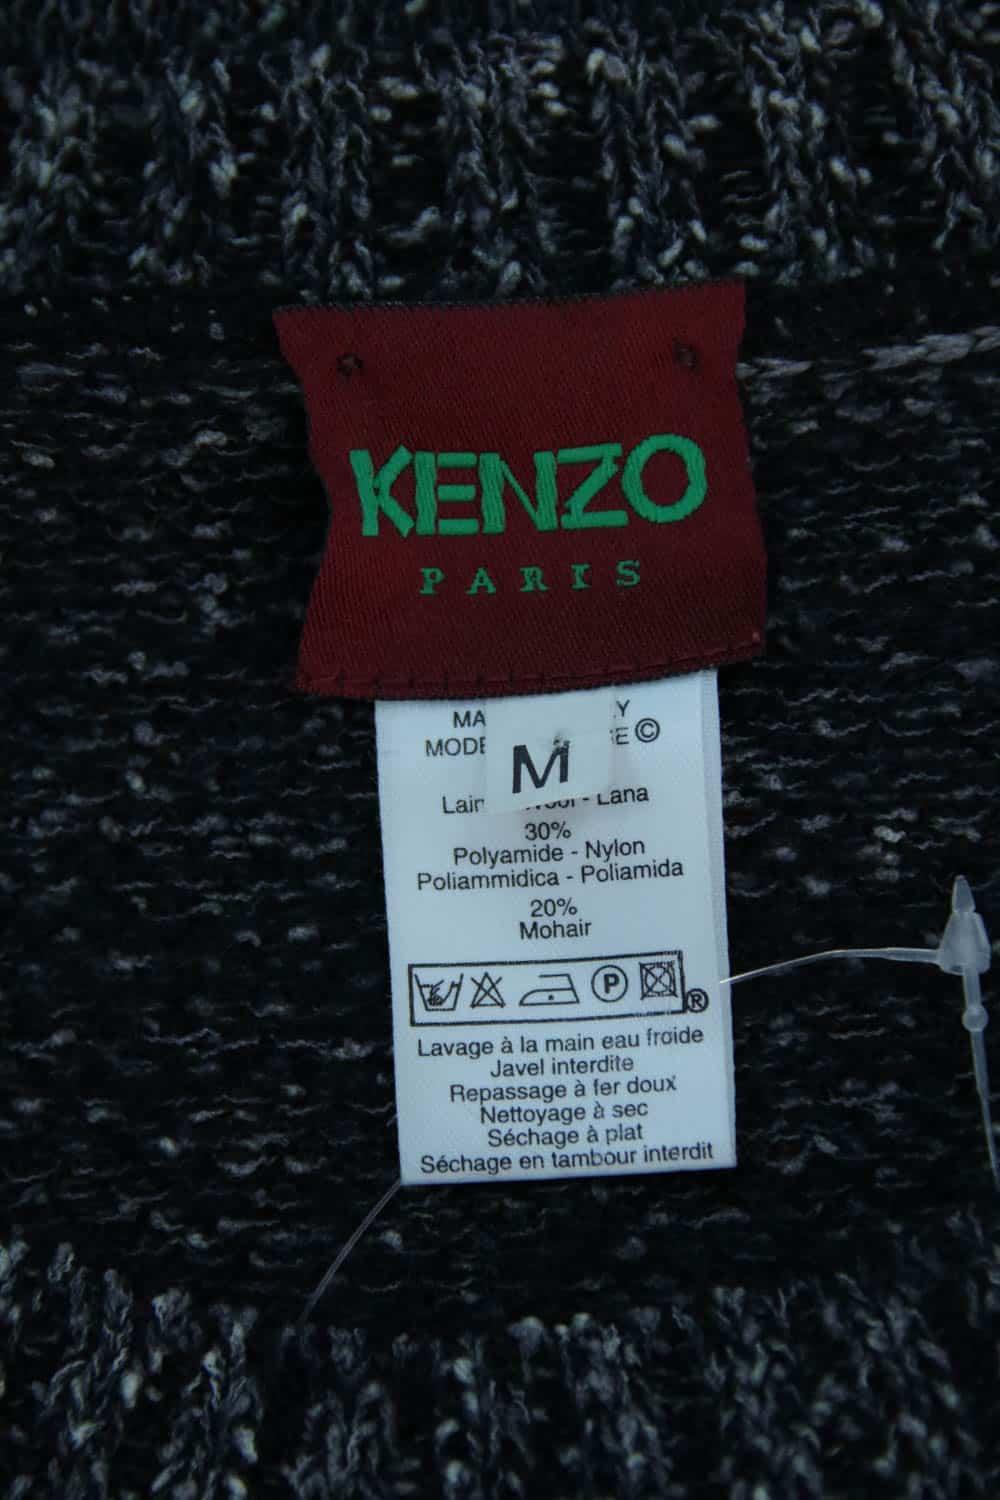 KENZO
PARIS
M
©
Lana
30%
Polyamide - Nylon
Poliammidica - Poliamida
20%
Mohair
P
®
Lavage à la main eau froide
Javel interdite
Repassage à fer doux
Nettoyage à sec
Séchage à plat
Séchage en tambour interdit